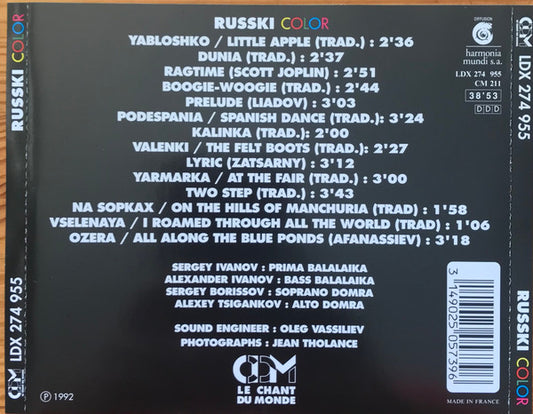 RUSSKI COLOR
YABLOSHKO / LITTLE APPLE (TRAD.) : 2'36
DUNIA (TRAD.) : 2'37
RAGTIME (SCOTT JOPLIN) : 2'51
BOOGIE-WOOGIE (TRAD.) : 2'44
PRELUDE (LIADOV) : 3'03
PODESPANIA / SPANISH DANCE (TRAD.) : 3'24
KALINKA (TRAD.) : 2'00
VALENKI / THE FELT BOOTS (TRAD.): 2'27
LYRIC (ZATSARNY) : 3'12
YARMARKA / AT THE FAIR (TRAD.) : 3'00
TWO STEP (TRAD.) : 3'43
NA SOPKAX / ON THE HILLS OF MANCHURIA (TRAD) : 1'58
VSELENAYA / I ROAMED THROUGH ALL THE WORLD (TRAD) : 1'06
OZERA / ALL ALONG THE BLUE PONDS (AFANASSIEV) : 3'18
SERGEY IVANOV : PRIMA BALALAIKA
ALEXANDER IVANOV : BASS BALALAIKA
SERGEY BORISSOV : SOPRANO DOMRA
ALEXEY TSIGANKOV : ALTO DOMRA
SOUND ENGINEER : OLEG VASSILIEV
PHOTOGRAPHS : JEAN THOLANCE
CDM
LE CHANT
DU MONDE
℗ 1992
DIFFUSION
harmonia
mundi s.a.
LDX 274 955
CM 211
38'53
DDD
3 149025 057396
MADE IN FRANCE
RUSSKI COLOR
CDM LDX 274 955
CDM LDX 274 955
RUSSKI COLOR